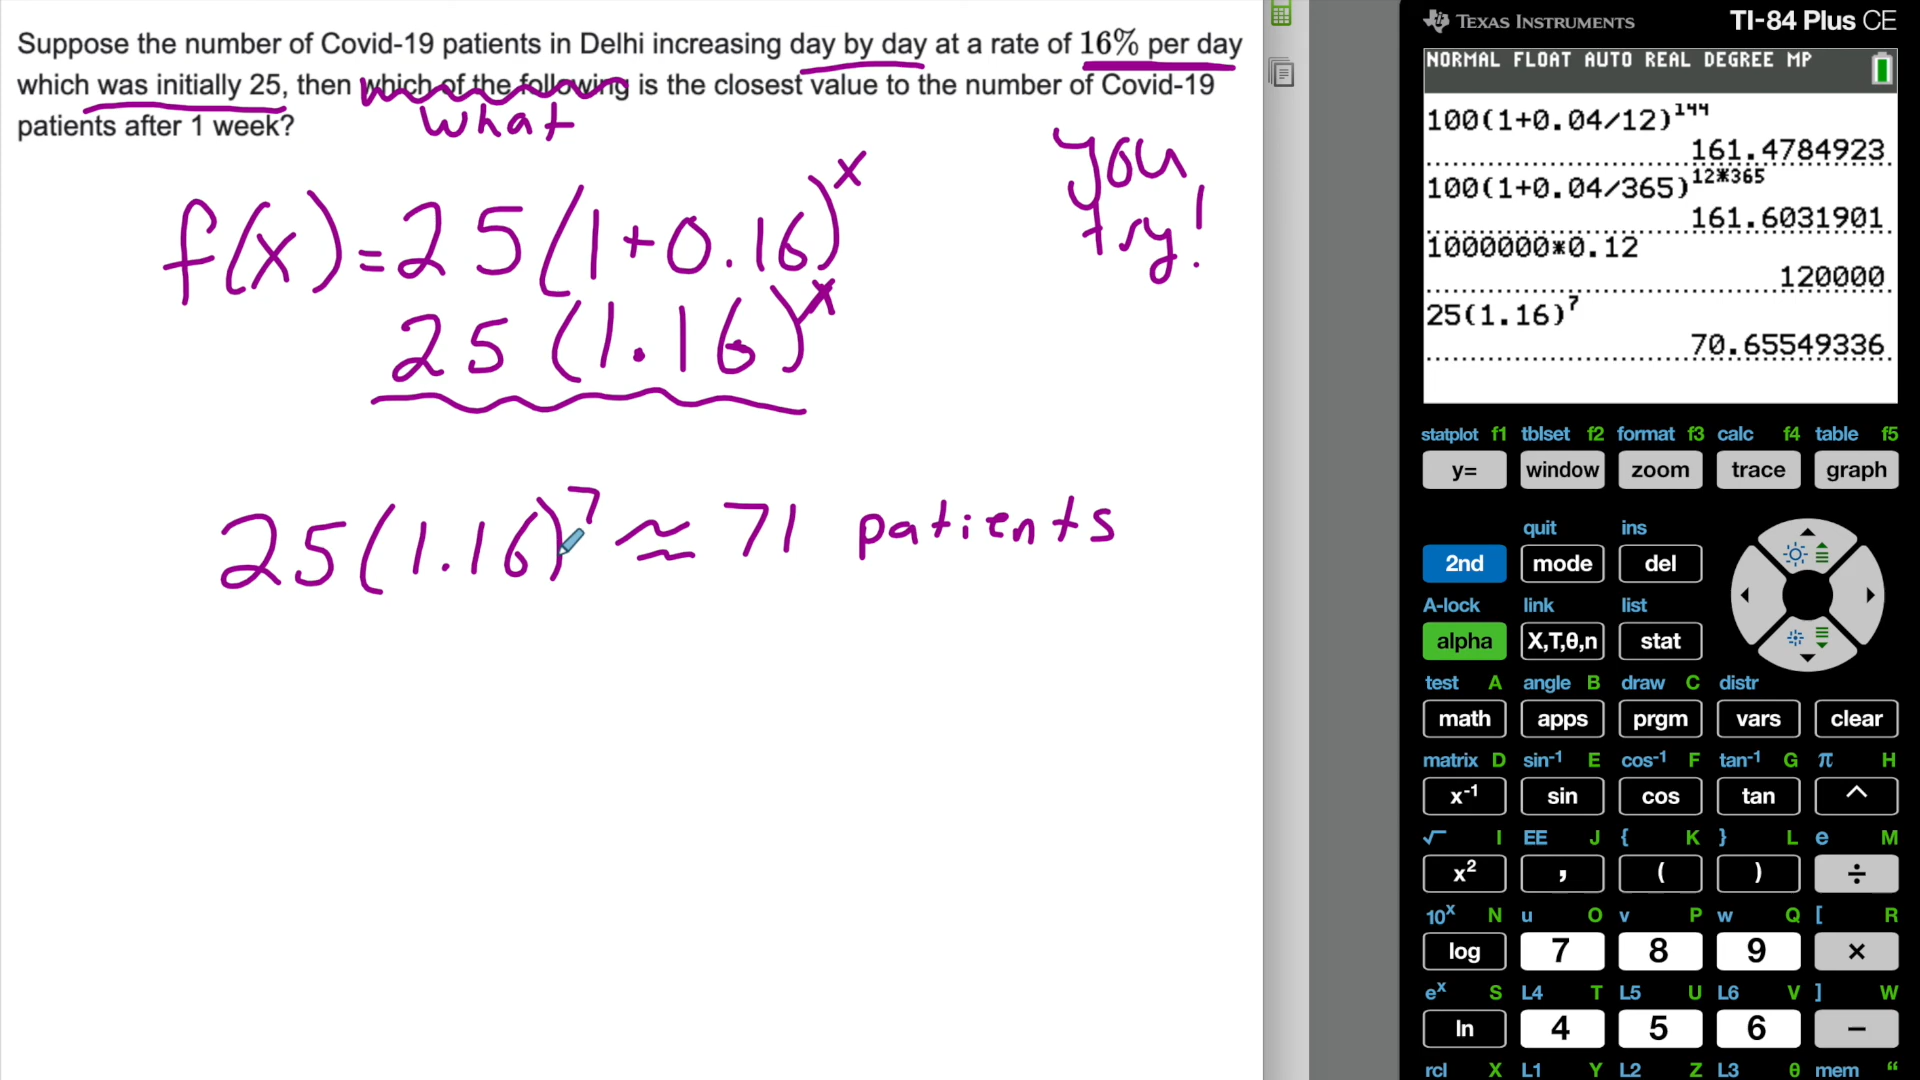 Suppose the number of Covid-19 patients in Delhi increasing day by day at a rate of 16% per day
which was initially 25, then which of the following is the closest value to the number of Covid-19
patients after 1 week?
what
you
try!
f(x)=25(1+0.16)^x
25(1.16)^x
25(1.16)^7 ≈ 71 patients
TEXAS INSTRUMENTS TI-84 Plus CE
NORMAL FLOAT AUTO REAL DEGREE MP
100(1+0.04/12)^144
161.4784923
100(1+0.04/365)^12*365
161.6031901
1000000*0.12
120000
25(1.16)^7
70.65549336
statplot f1 tblset f2 format f3 calc f4 table f5
y= window zoom trace graph
quit ins
2nd mode del
A-lock link list
alpha X,T,θ,n stat
test A angle B draw C distr
math apps prgm vars clear
matrix D sin-1 E cos-1 F tan-1 G π H
x-1 sin cos tan ^
√ I EE J { K } L e M
x2 , ( ) ÷
10x N u O v P w Q [ R
log 7 8 9 ×
ex S L4 T L5 U L6 V ] W
ln 4 5 6 −
rcl X L1 Y L2 Z L3 θ mem “